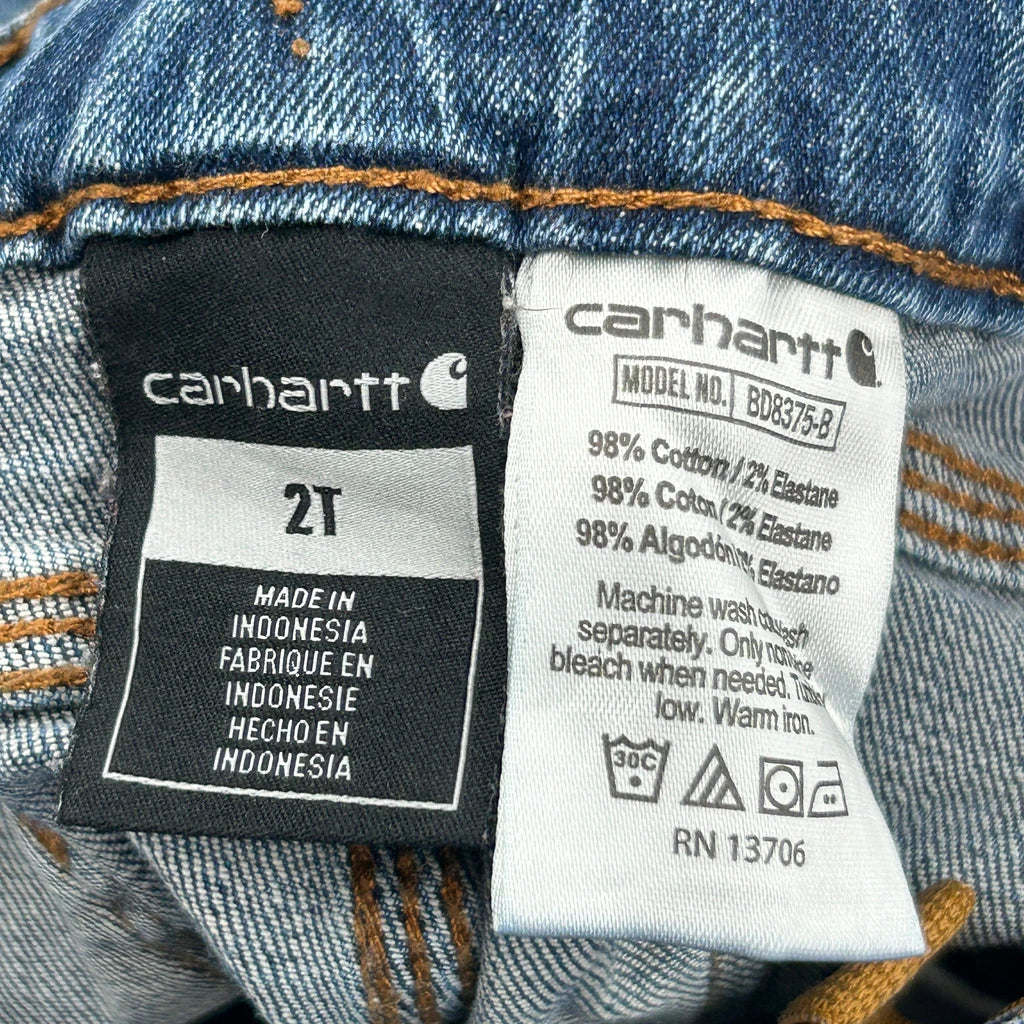 carhartt
2T
MADE IN
INDONESIA
FABRIQUE EN
INDONESIE
HECHO EN
INDONESIA
carhartt
MODEL NO. BD8375-B
98% Cotton / 2% Elastane
98% Coton / 2% Elastane
98% Algodón / 2% Elastano
Machine wash
separately. Only
bleach when needed.
low. Warm iron.
30C
RN 13706